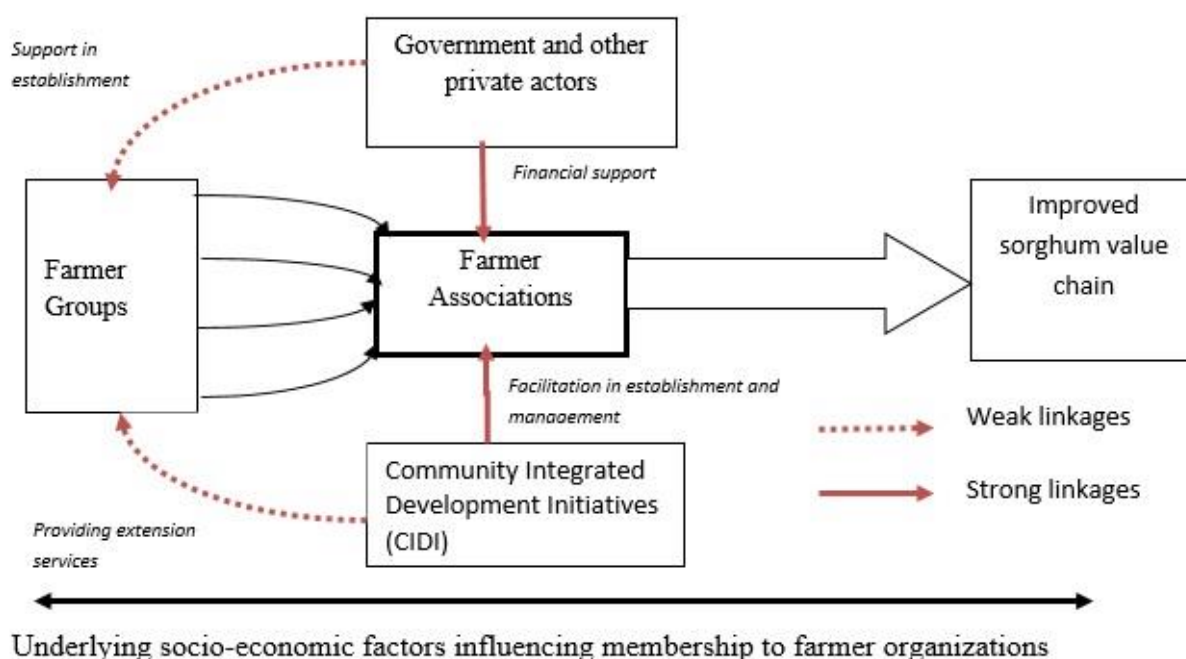 Support in
establishment
Government and other
private actors
Financial support
Farmer
Groups
Farmer
Associations
Improved
sorghum value
chain
Facilitation in establishment and
management
Community Integrated
Development Initiatives
(CIDI)
Providing extension
services
Weak linkages
Strong linkages
Underlying socio-economic factors influencing membership to farmer organizations